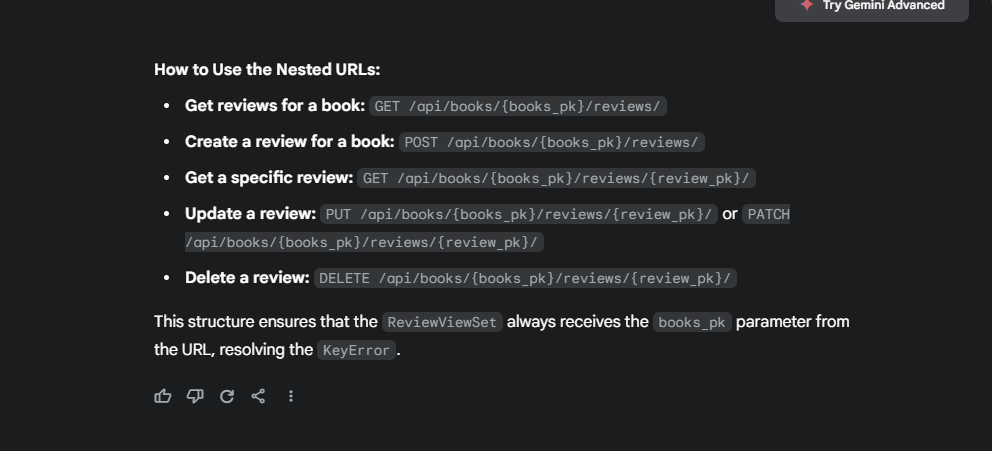 Try Gemini Advanced
How to Use the Nested URLs:
• Get reviews for a book: GET /api/books/{books_pk}/reviews/
• Create a review for a book: POST /api/books/{books_pk}/reviews/
• Get a specific review: GET /api/books/{books_pk}/reviews/{review_pk}/
• Update a review: PUT /api/books/{books_pk}/reviews/{review_pk}/ or PATCH
/api/books/{books_pk}/reviews/{review_pk}/
• Delete a review: DELETE /api/books/{books_pk}/reviews/{review_pk}/
This structure ensures that the ReviewViewSet always receives the books_pk parameter from
the URL, resolving the KeyError.